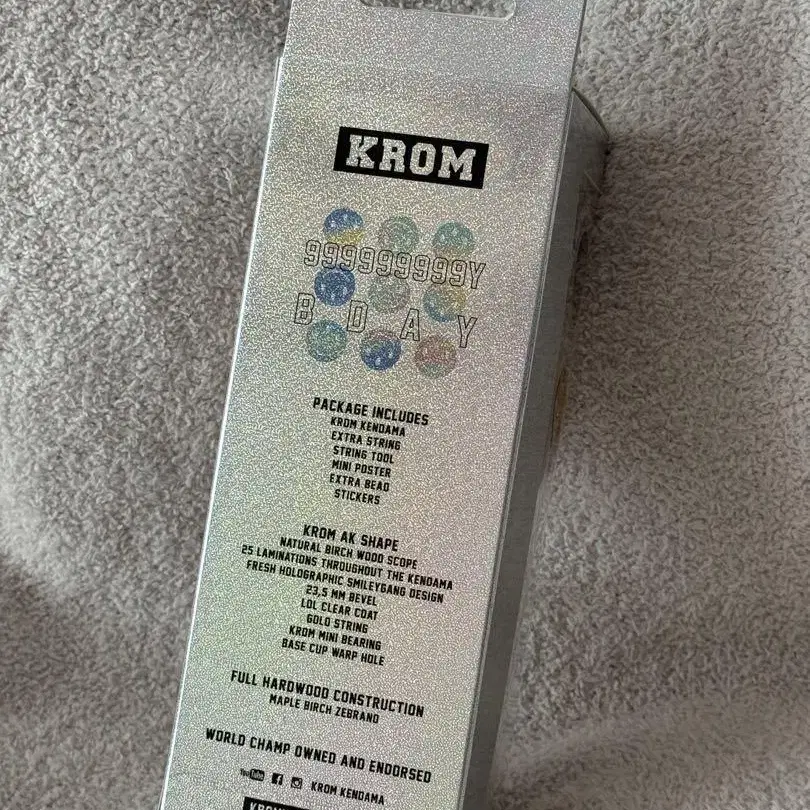 KROM
999999999Y
BDAY
PACKAGE INCLUDES
KROM KENDAMA
EXTRA STRING
STRING TOOL
MINI POSTER
EXTRA BEAD
STICKERS
KROM AK SHAPE
NATURAL BIRCH WOOD SCOPE
25 LAMINATIONS THROUGHOUT THE KENDAMA
FRESH HOLOGRAPHIC SMILEYGANG DESIGN
23,5 MM BEVEL
LOL CLEAR COAT
GOLD STRING
KROM MINI BEARING
BASE CUP WARP HOLE
FULL HARDWOOD CONSTRUCTION
MAPLE BIRCH ZEBRANO
WORLD CHAMP OWNED AND ENDORSED
YouTube f KROM KENDAMA
KROM